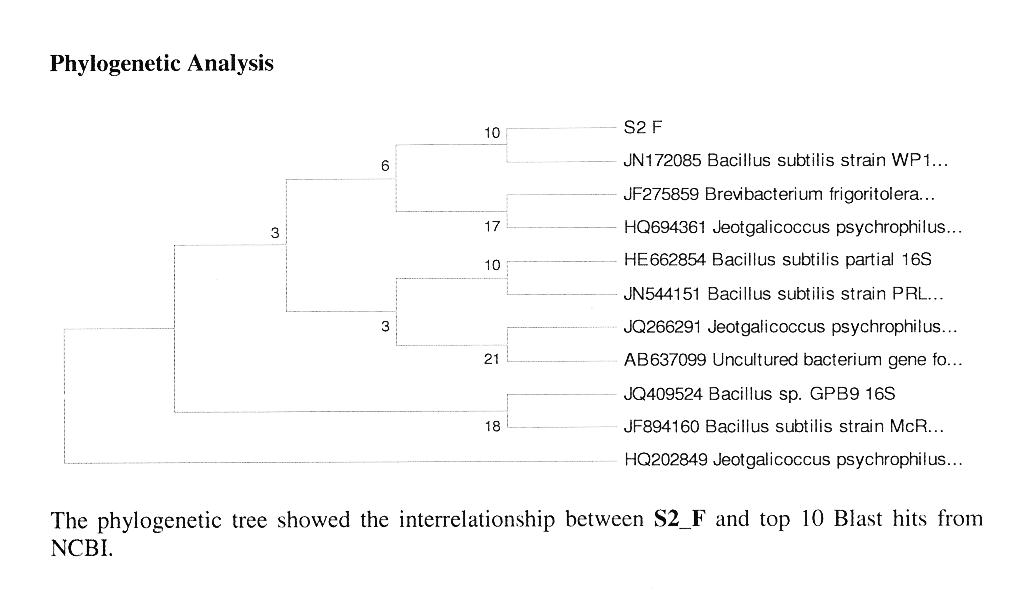 Phylogenetic Analysis
10
S2 F
JN172085 Bacillus subtilis strain WP1...
6
JF275859 Brevibacterium frigoritolera...
17
HQ694361 Jeotgalicoccus psychrophilus...
3
10
HE662854 Bacillus subtilis partial 16S
JN544151 Bacillus subtilis strain PRL...
3
JQ266291 Jeotgalicoccus psychrophilus...
21
AB637099 Uncultured bacterium gene fo...
JQ409524 Bacillus sp. GPB9 16S
18
JF894160 Bacillus subtilis strain McR...
HQ202849 Jeotgalicoccus psychrophilus...
The phylogenetic tree showed the interrelationship between S2_F and top 10 Blast hits from
NCBI.